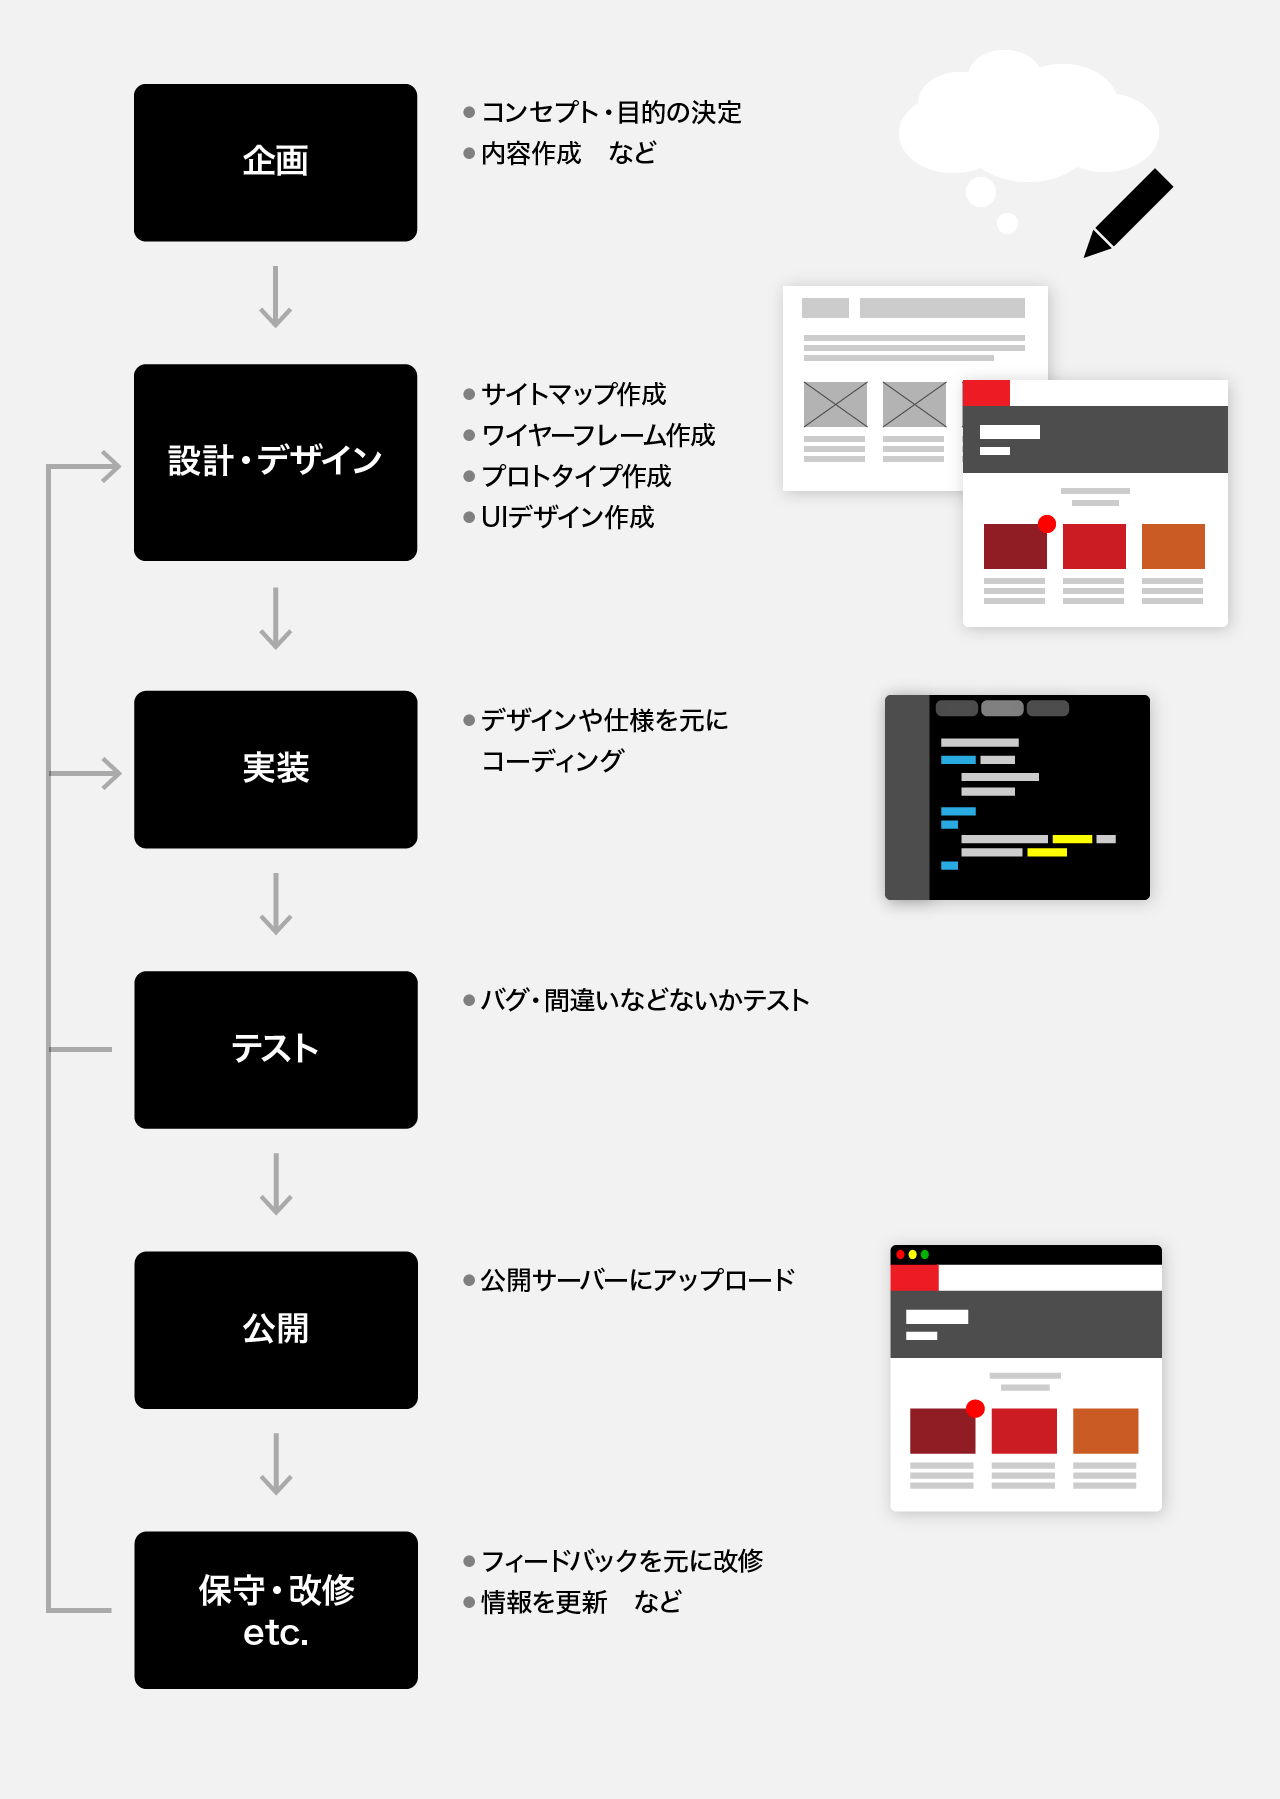 企画
●コンセプト・目的の決定
●内容作成　など
設計・デザイン
●サイトマップ作成
●ワイヤーフレーム作成
●プロトタイプ作成
●UIデザイン作成
実装
●デザインや仕様を元に
コーディング
テスト
●バグ・間違いなどないかテスト
公開
●公開サーバーにアップロード
保守・改修
etc.
●フィードバックを元に改修
●情報を更新　など